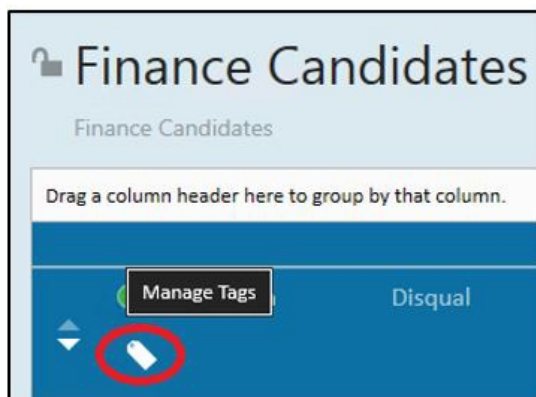 Finance Candidates
Finance Candidates
Drag a column header here to group by that column.
Manage Tags
Disqual